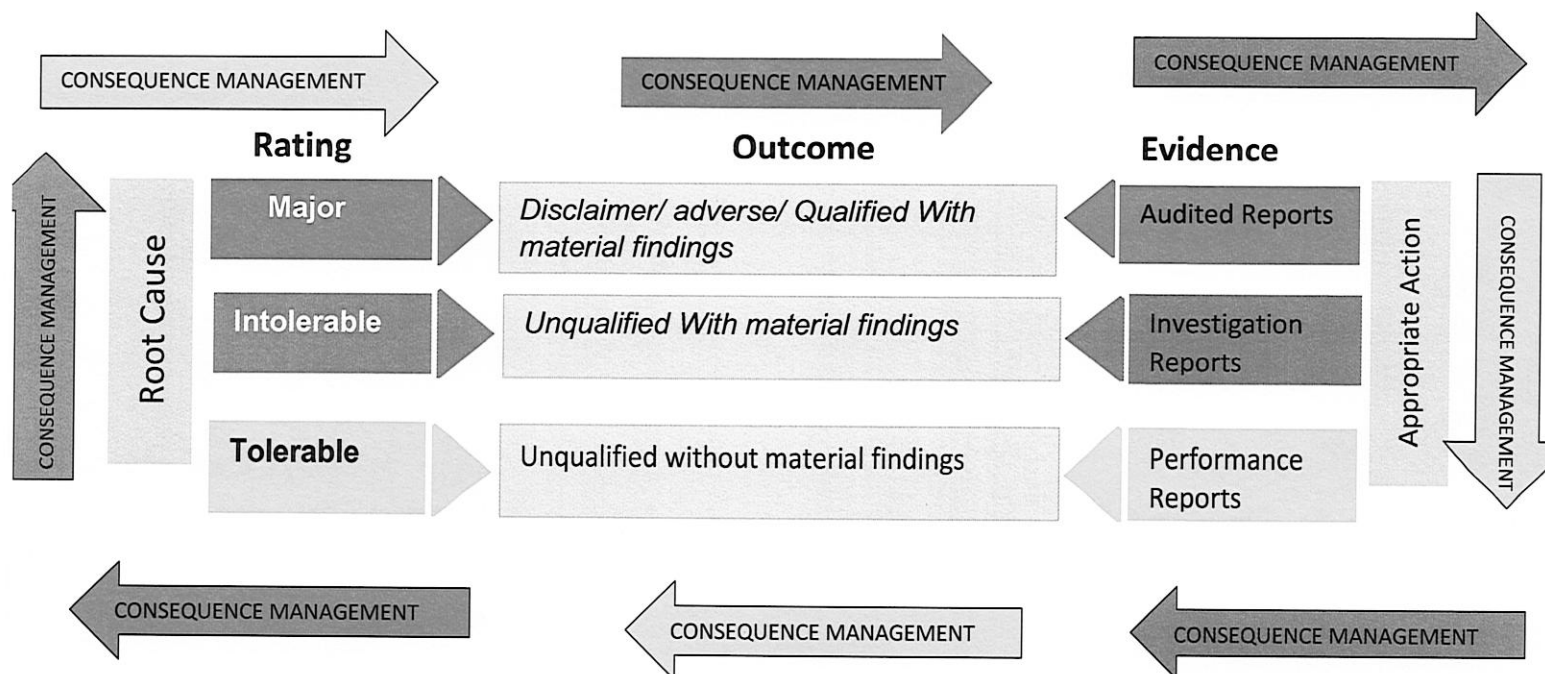 CONSEQUENCE MANAGEMENT
CONSEQUENCE MANAGEMENT
CONSEQUENCE MANAGEMENT
Rating
Outcome
Evidence
CONSEQUENCE MANAGEMENT
Root Cause
Major
Disclaimer/ adverse/ Qualified With
material findings
Audited Reports
Intolerable
Unqualified With material findings
Investigation
Reports
Tolerable
Unqualified without material findings
Performance
Reports
Appropriate Action
CONSEQUENCE MANAGEMENT
CONSEQUENCE MANAGEMENT
CONSEQUENCE MANAGEMENT
CONSEQUENCE MANAGEMENT